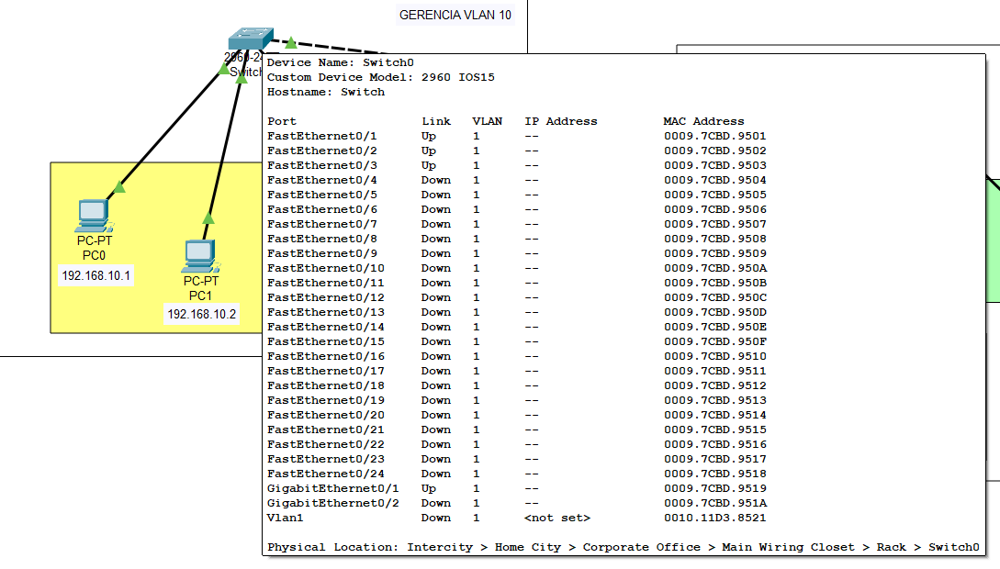 GERENCIA VLAN 10
2960-24
Switch
Device Name: Switch0
Custom Device Model: 2960 IOS15
Hostname: Switch
Port Link VLAN IP Address MAC Address
FastEthernet0/1 Up 1 -- 0009.7CBD.9501
FastEthernet0/2 Up 1 -- 0009.7CBD.9502
FastEthernet0/3 Up 1 -- 0009.7CBD.9503
FastEthernet0/4 Down 1 -- 0009.7CBD.9504
FastEthernet0/5 Down 1 -- 0009.7CBD.9505
FastEthernet0/6 Down 1 -- 0009.7CBD.9506
FastEthernet0/7 Down 1 -- 0009.7CBD.9507
FastEthernet0/8 Down 1 -- 0009.7CBD.9508
FastEthernet0/9 Down 1 -- 0009.7CBD.9509
FastEthernet0/10 Down 1 -- 0009.7CBD.950A
FastEthernet0/11 Down 1 -- 0009.7CBD.950B
FastEthernet0/12 Down 1 -- 0009.7CBD.950C
FastEthernet0/13 Down 1 -- 0009.7CBD.950D
FastEthernet0/14 Down 1 -- 0009.7CBD.950E
FastEthernet0/15 Down 1 -- 0009.7CBD.950F
FastEthernet0/16 Down 1 -- 0009.7CBD.9510
FastEthernet0/17 Down 1 -- 0009.7CBD.9511
FastEthernet0/18 Down 1 -- 0009.7CBD.9512
FastEthernet0/19 Down 1 -- 0009.7CBD.9513
FastEthernet0/20 Down 1 -- 0009.7CBD.9514
FastEthernet0/21 Down 1 -- 0009.7CBD.9515
FastEthernet0/22 Down 1 -- 0009.7CBD.9516
FastEthernet0/23 Down 1 -- 0009.7CBD.9517
FastEthernet0/24 Down 1 -- 0009.7CBD.9518
GigabitEthernet0/1 Up 1 -- 0009.7CBD.9519
GigabitEthernet0/2 Down 1 -- 0009.7CBD.951A
Vlan1 Down 1 <not set> 0010.11D3.8521
Physical Location: Intercity > Home City > Corporate Office > Main Wiring Closet > Rack > Switch0
PC-PT
PC0
192.168.10.1
PC-PT
PC1
192.168.10.2